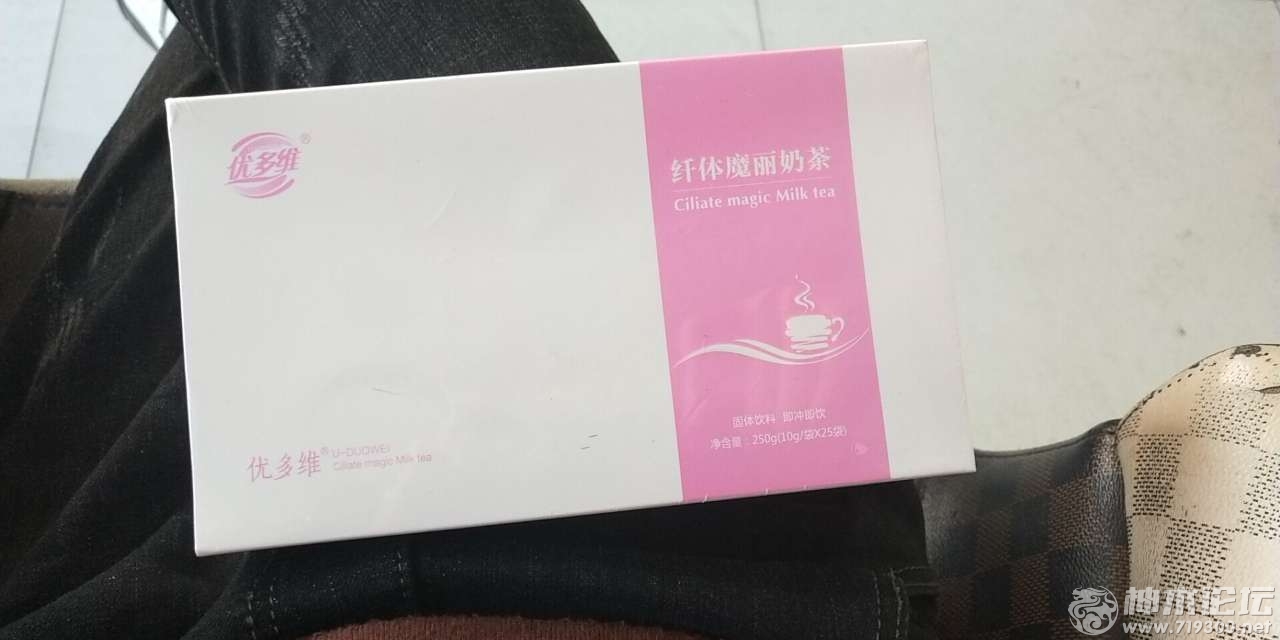 优多维®
纤体魔丽奶茶
Ciliate magic Milk tea
固体饮料 即冲即饮
净含量：250g(10g/袋X25袋)
优多维® U-DUOWEI
Ciliate magic Milk tea
神农论坛
www.719300.net